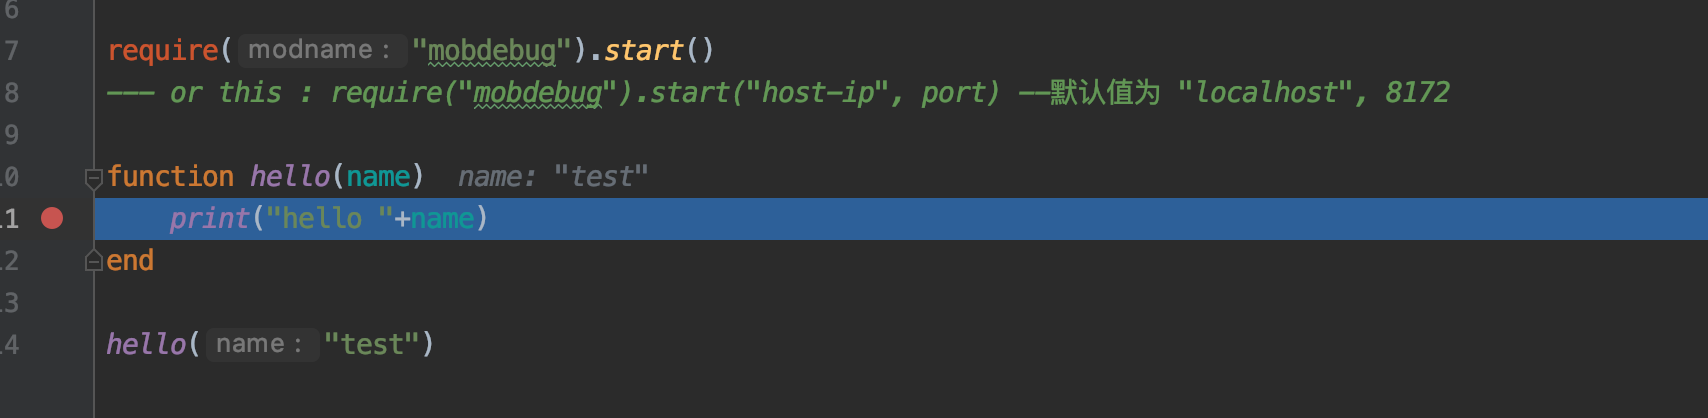 6
7 require( modname : "mobdebug").start()
8 --- or this : require("mobdebug").start("host-ip", port) --默认值为 "localhost", 8172
9
10 function hello(name) name: "test"
11 print("hello "+name)
12 end
13
14 hello( name : "test")